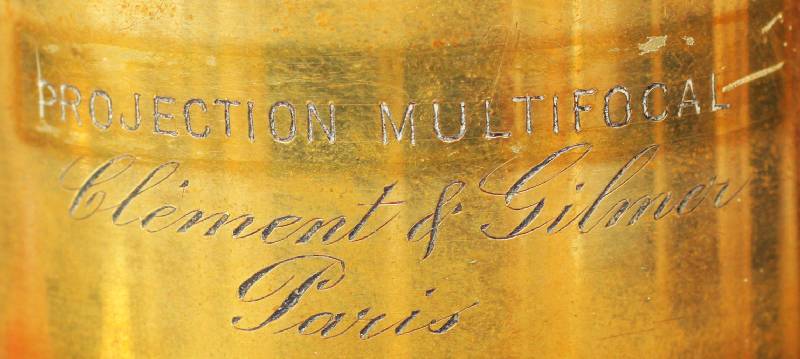 PROJECTION MULTIFOCAL
Clément & Gilmer
Paris